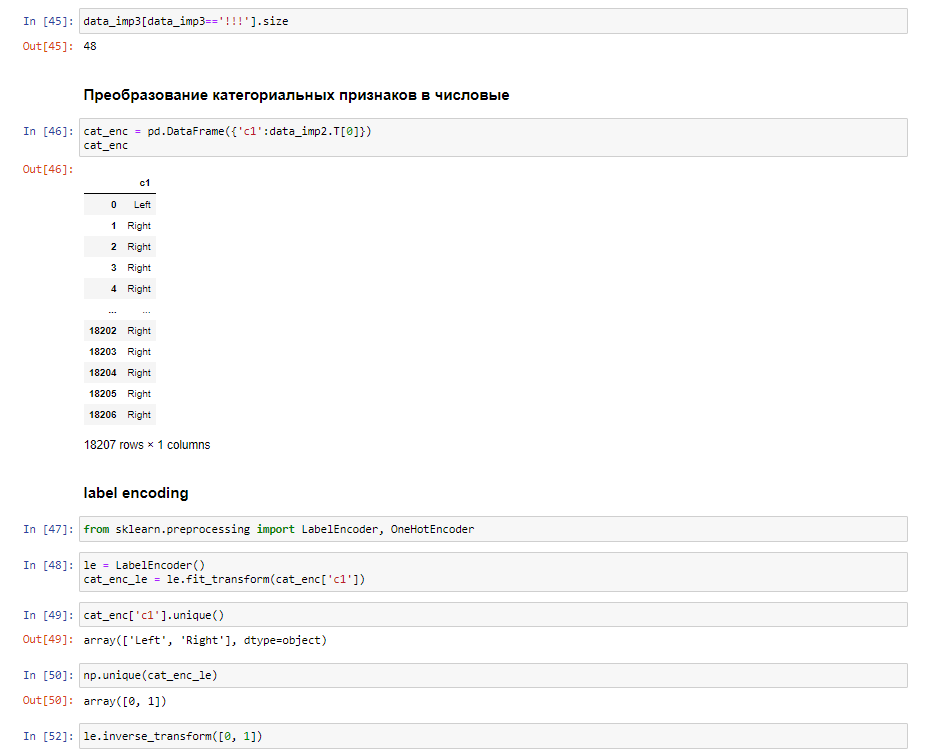 In [45]: data_imp3[data_imp3=='!!!'].size
Out[45]: 48
Преобразование категориальных признаков в числовые
In [46]: cat_enc = pd.DataFrame({'c1':data_imp2.T[0]})
cat_enc
Out[46]:
c1
0 Left
1 Right
2 Right
3 Right
4 Right
... ...
18202 Right
18203 Right
18204 Right
18205 Right
18206 Right
18207 rows × 1 columns
label encoding
In [47]: from sklearn.preprocessing import LabelEncoder, OneHotEncoder
In [48]: le = LabelEncoder()
cat_enc_le = le.fit_transform(cat_enc['c1'])
In [49]: cat_enc['c1'].unique()
Out[49]: array(['Left', 'Right'], dtype=object)
In [50]: np.unique(cat_enc_le)
Out[50]: array([0, 1])
In [52]: le.inverse_transform([0, 1])